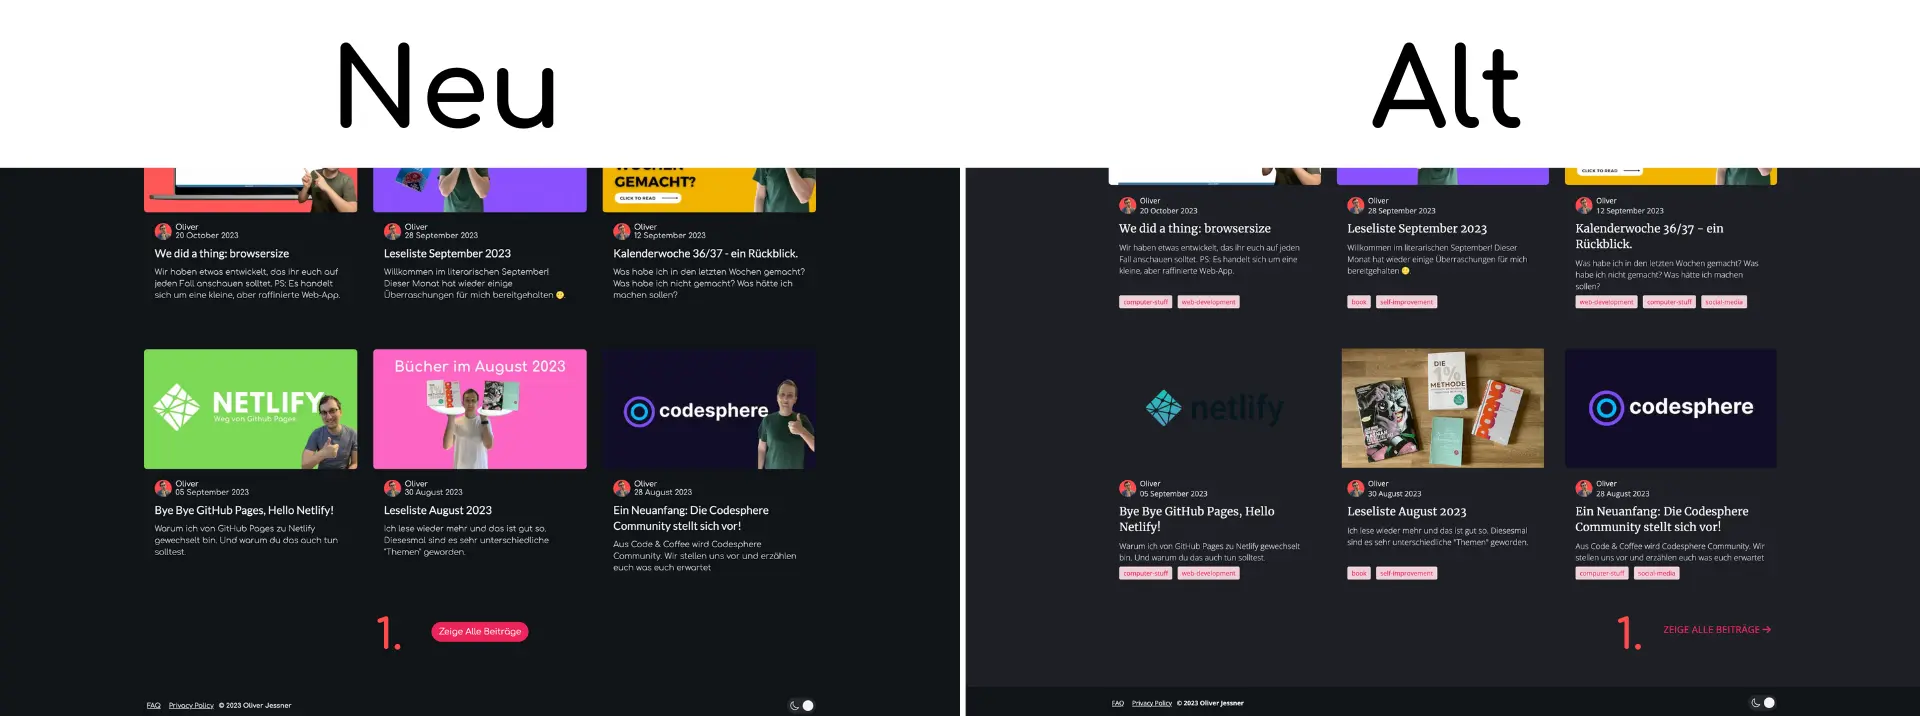 Neu
Alt
WOCHEN
GEMACHT?
CLICK TO READ
Oliver
20 October 2023
We did a thing: browsersize
Wir haben etwas entwickelt, das ihr euch auf
jeden Fall anschauen solltet. PS: Es handelt
sich um eine kleine, aber raffinierte Web-App.
Oliver
28 September 2023
Leseliste September 2023
Willkommen im literarischen September!
Dieser Monat hat wieder einige
Überraschungen für mich bereitgehalten 🌝.
Oliver
12 September 2023
Kalenderwoche 36/37 - ein Rückblick.
Was habe ich in den letzten Wochen gemacht?
Was habe ich nicht gemacht? Was hätte ich
machen sollen?
NETLIFY
Weg von Github Pages
Oliver
05 September 2023
Bye Bye GitHub Pages, Hello Netlify!
Warum ich von GitHub Pages zu Netlify
gewechselt bin. Und warum du das auch tun
solltest.
Bücher im August 2023
PORNO
Oliver
30 August 2023
Leseliste August 2023
Ich lese wieder mehr und das ist gut so.
Diesesmal sind es sehr unterschiedliche
"Themen" geworden.
codesphere
Oliver
28 August 2023
Ein Neuanfang: Die Codesphere
Community stellt sich vor!
Aus Code & Coffee wird Codesphere
Community. Wir stellen uns vor und erzählen
euch was euch erwartet
1.
Zeige Alle Beiträge
FAQ
Privacy Policy
© 2023 Oliver Jessner
CLICK TO READ
Oliver
20 October 2023
We did a thing: browsersize
Wir haben etwas entwickelt, das ihr euch auf jeden
Fall anschauen solltet. PS: Es handelt sich um eine
kleine, aber raffinierte Web-App.
computer-stuff
web-development
Oliver
28 September 2023
Leseliste September 2023
Willkommen im literarischen September! Dieser
Monat hat wieder einige Überraschungen für mich
bereitgehalten 🌝.
book
self-improvement
Oliver
12 September 2023
Kalenderwoche 36/37 - ein
Rückblick.
Was habe ich in den letzten Wochen gemacht? Was
habe ich nicht gemacht? Was hätte ich machen
sollen?
web-development
computer-stuff
social-media
netlify
Oliver
05 September 2023
Bye Bye GitHub Pages, Hello
Netlify!
Warum ich von GitHub Pages zu Netlify gewechselt
bin. Und warum du das auch tun solltest.
computer-stuff
web-development
DIE
1%
METHODE
PORNO
Oliver
30 August 2023
Leseliste August 2023
Ich lese wieder mehr und das ist gut so. Diesesmal
sind es sehr unterschiedliche "Themen" geworden.
book
self-improvement
codesphere
Oliver
28 August 2023
Ein Neuanfang: Die Codesphere
Community stellt sich vor!
Aus Code & Coffee wird Codesphere Community. Wir
stellen uns vor und erzählen euch was euch erwartet
computer-stuff
social-media
1.
ZEIGE ALLE BEITRÄGE →
FAQ
Privacy Policy
© 2023 Oliver Jessner